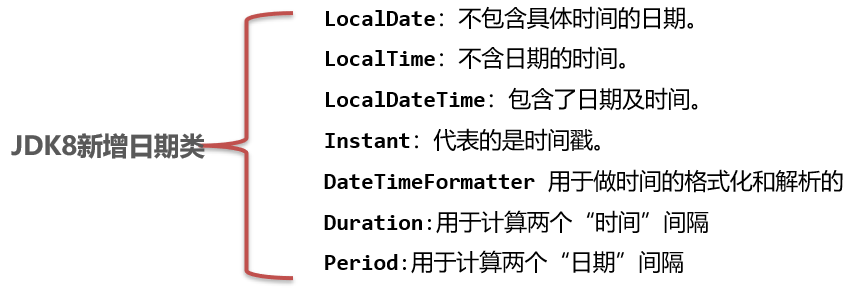 JDK8新增日期类
LocalDate：不包含具体时间的日期。
LocalTime：不含日期的时间。
LocalDateTime：包含了日期及时间。
Instant：代表的是时间戳。
DateTimeFormatter 用于做时间的格式化和解析的
Duration:用于计算两个“时间”间隔
Period:用于计算两个“日期”间隔